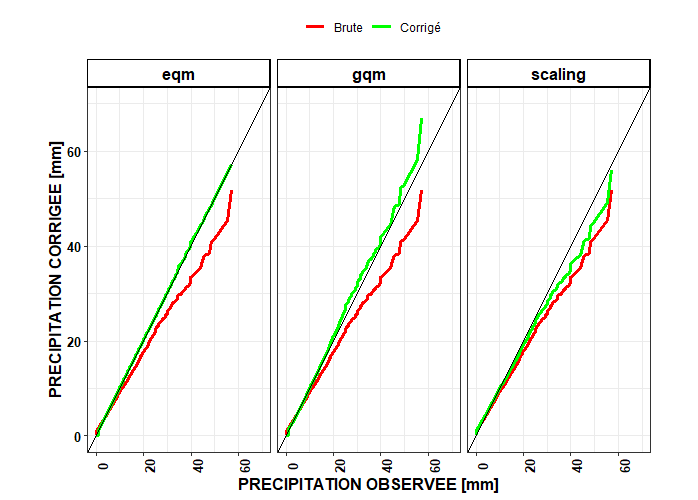 Brute Corrigé
eqm gqm scaling
PRECIPITATION CORRIGEE [mm]
60
40
20
0
0 20 40 60 0 20 40 60 0 20 40 60
PRECIPITATION OBSERVEE [mm]